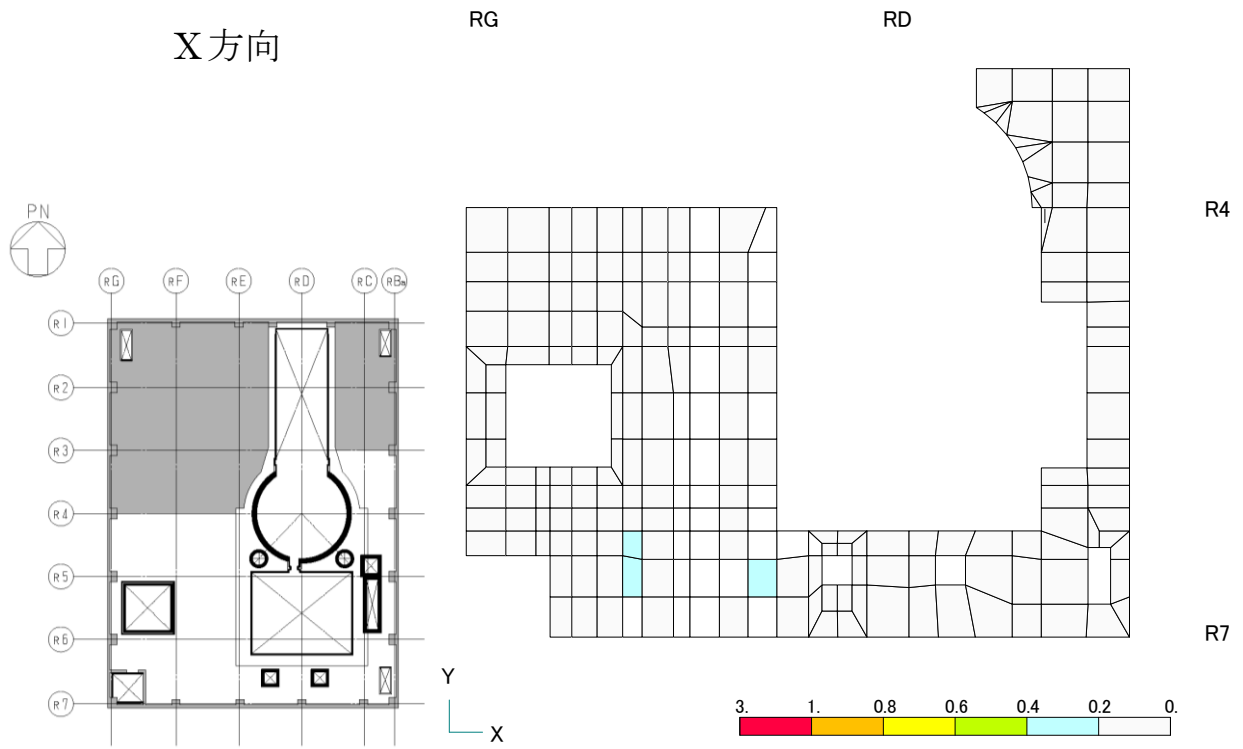 X方向
RG RD
R4
R7
PN
RG RF RE RD RC RBa
R1
R2
R3
R4
R5
R6
R7
Y
X
3. 1. 0.8 0.6 0.4 0.2 0.